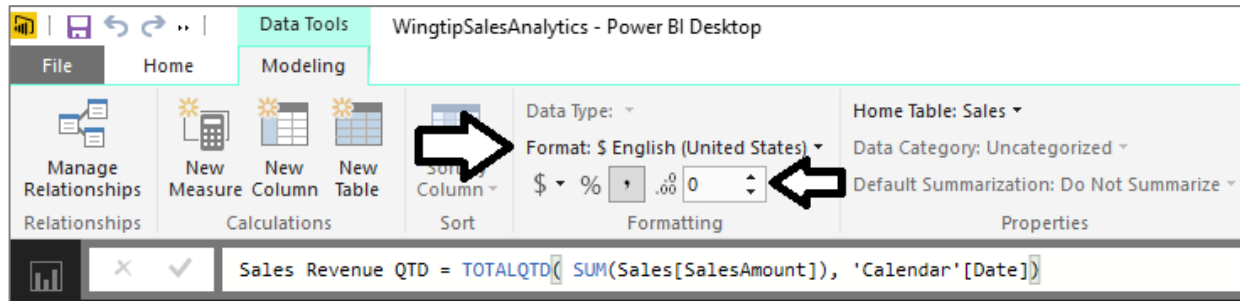 Data Tools
WingtipSalesAnalytics - Power BI Desktop
File Home Modeling
Manage Relationships
New Measure
New Column
New Table
Column
Data Type:
Format: $ English (United States)
$ % , .00 0
Home Table: Sales
Data Category: Uncategorized
Default Summarization: Do Not Summarize
Relationships Calculations Sort Formatting Properties
Sales Revenue QTD = TOTALQTD( SUM(Sales[SalesAmount]), 'Calendar'[Date])